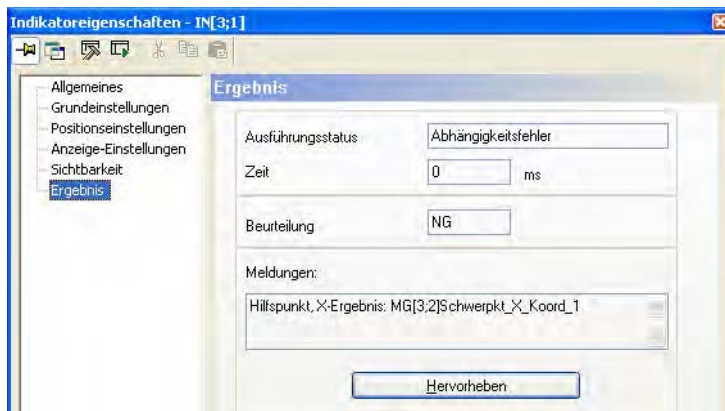 Indikatoreigenschaften - IN[3;1]
Allgemeines
Grundeinstellungen
Positionseinstellungen
Anzeige-Einstellungen
Sichtbarkeit
Ergebnis
Ergebnis
Ausführungsstatus Abhängigkeitsfehler
Zeit 0 ms
Beurteilung NG
Meldungen:
Hilfspunkt, X-Ergebnis: MG[3;2]Schwerpkt_X_Koord_1
Hervorheben